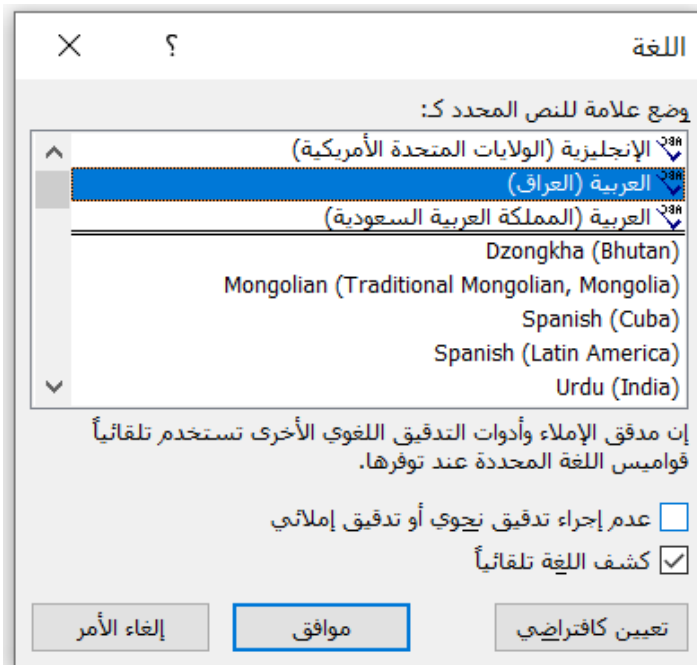 اللغة ؟
وضع علامة للنص المحدد كـ:
الإنجليزية (الولايات المتحدة الأمريكية)
العربية (العراق)
العربية (المملكة العربية السعودية)
Dzongkha (Bhutan)
Mongolian (Traditional Mongolian, Mongolia)
Spanish (Cuba)
Spanish (Latin America)
Urdu (India)
إن مدقق الإملاء وأدوات التدقيق اللغوي الأخرى تستخدم تلقائياً
قواميس اللغة المحددة عند توفرها.
عدم إجراء تدقيق نحوي أو تدقيق إملائي
كشف اللغة تلقائياً
تعيين كافتراضي موافق إلغاء الأمر